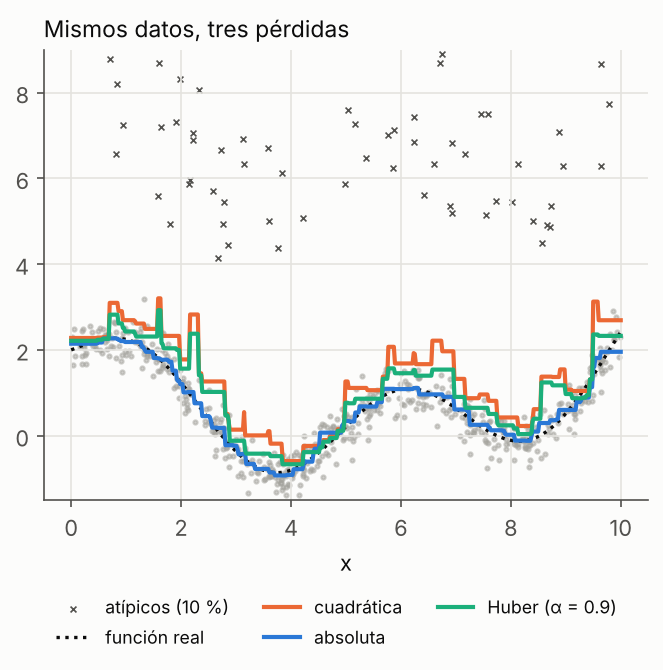 Mismos datos, tres pérdidas
8
6
4
2
0
0 2 4 6 8 10
x
atípicos (10 %) cuadrática Huber (α = 0.9)
función real absoluta